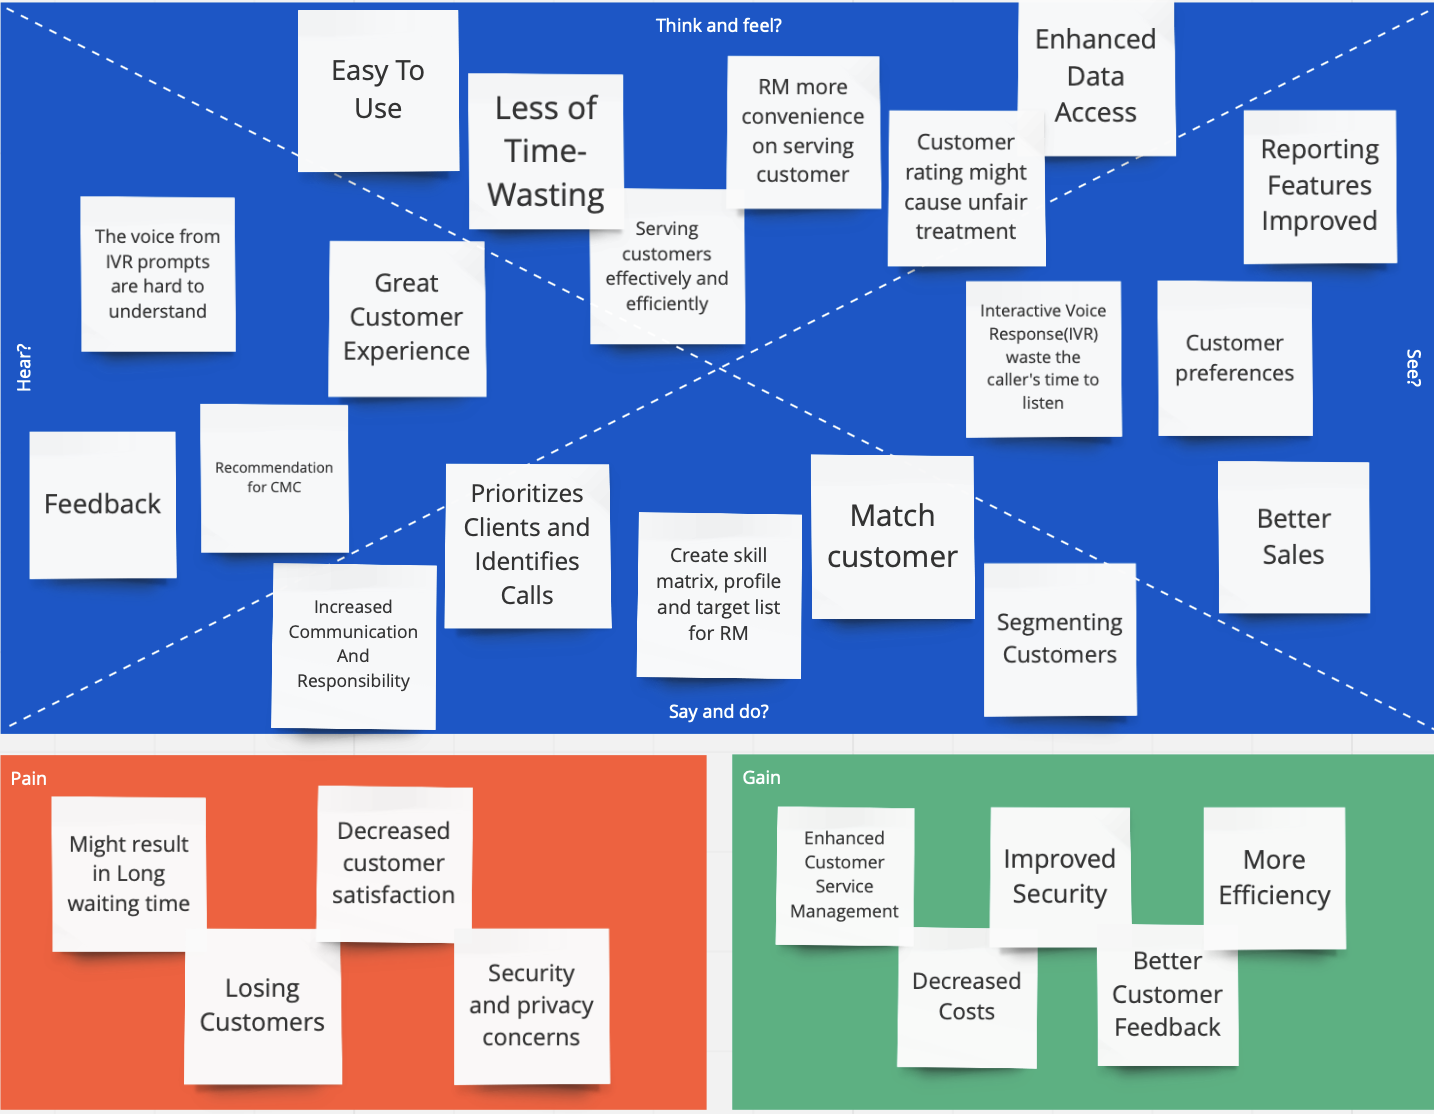 Think and feel?
Easy To
Use
Less of
Time-
Wasting
RM more
convenience
on serving
customer
Enhanced
Data
Access
Customer
rating might
cause unfair
treatment
Serving
customers
effectively and
efficiently
Hear?
The voice from
IVR prompts
are hard to
understand
Great
Customer
Experience
Feedback
Recommendation
for CMC
See?
Reporting
Features
Improved
Interactive Voice
Response(IVR)
waste the
caller's time to
listen
Customer
preferences
Better
Sales
Increased
Communication
And
Responsibility
Prioritizes
Clients and
Identifies
Calls
Create skill
matrix, profile
and target list
for RM
Match
customer
Segmenting
Customers
Say and do?
Pain
Might result
in Long
waiting time
Decreased
customer
satisfaction
Losing
Customers
Security
and privacy
concerns
Gain
Enhanced
Customer
Service
Management
Improved
Security
More
Efficiency
Decreased
Costs
Better
Customer
Feedback